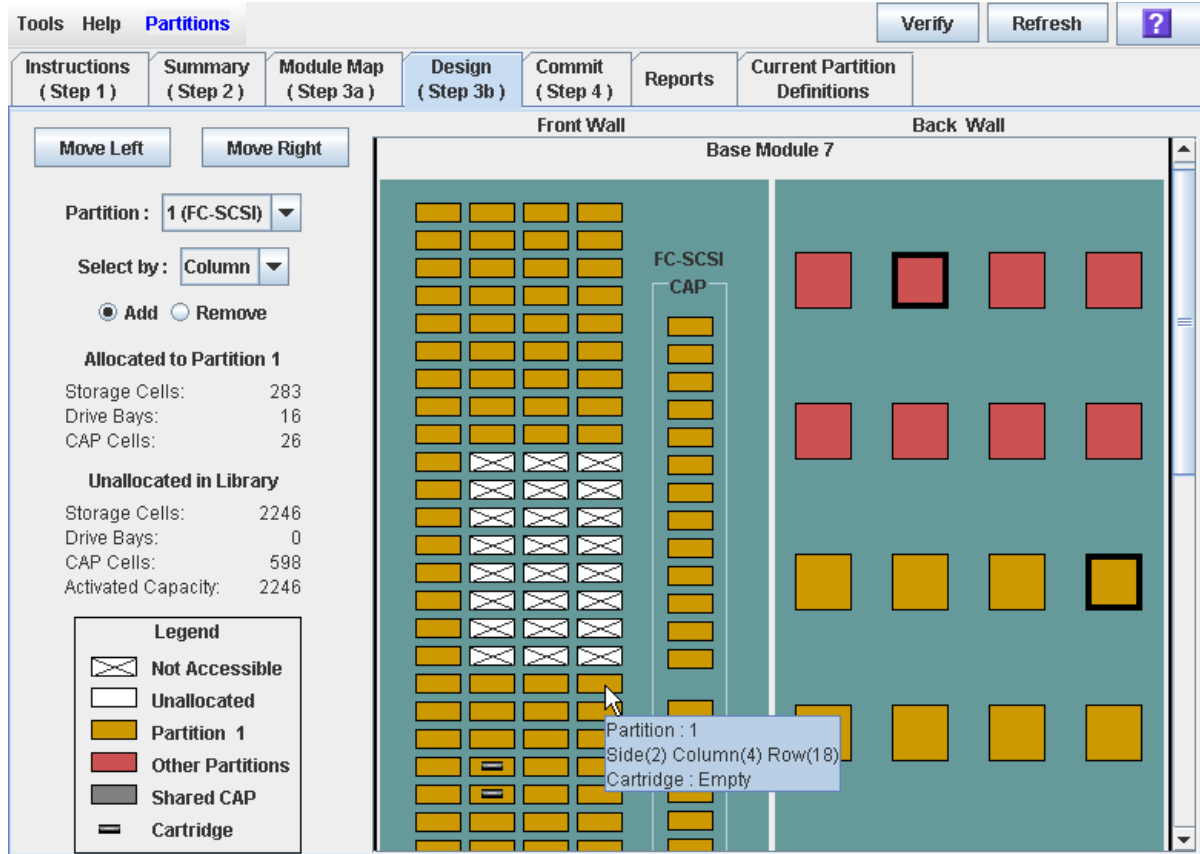 Tools Help Partitions
Verify
Refresh
?
Instructions
( Step 1 )
Summary
( Step 2 )
Module Map
( Step 3a )
Design
( Step 3b )
Commit
( Step 4 )
Reports
Current Partition
Definitions
Move Left
Move Right
Partition : 1 (FC-SCSI)
Select by : Column
Add Remove
Allocated to Partition 1
Storage Cells: 283
Drive Bays: 16
CAP Cells: 26
Unallocated in Library
Storage Cells: 2246
Drive Bays: 0
CAP Cells: 598
Activated Capacity: 2246
Legend
Not Accessible
Unallocated
Partition 1
Other Partitions
Shared CAP
Cartridge
Front Wall
Back Wall
Base Module 7
FC-SCSI
CAP
Partition : 1
Side(2) Column(4) Row(18)
Cartridge : Empty